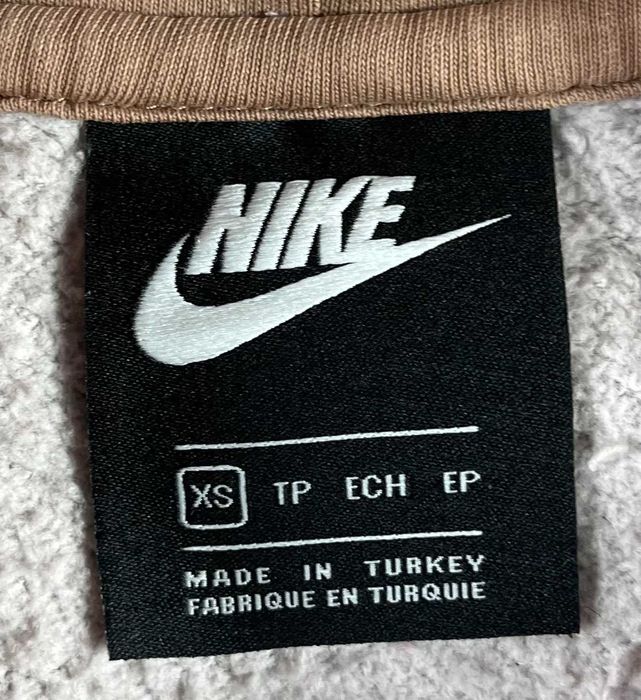 NIKE
XS TP ECH EP
MADE IN TURKEY
FABRIQUE EN TURQUIE